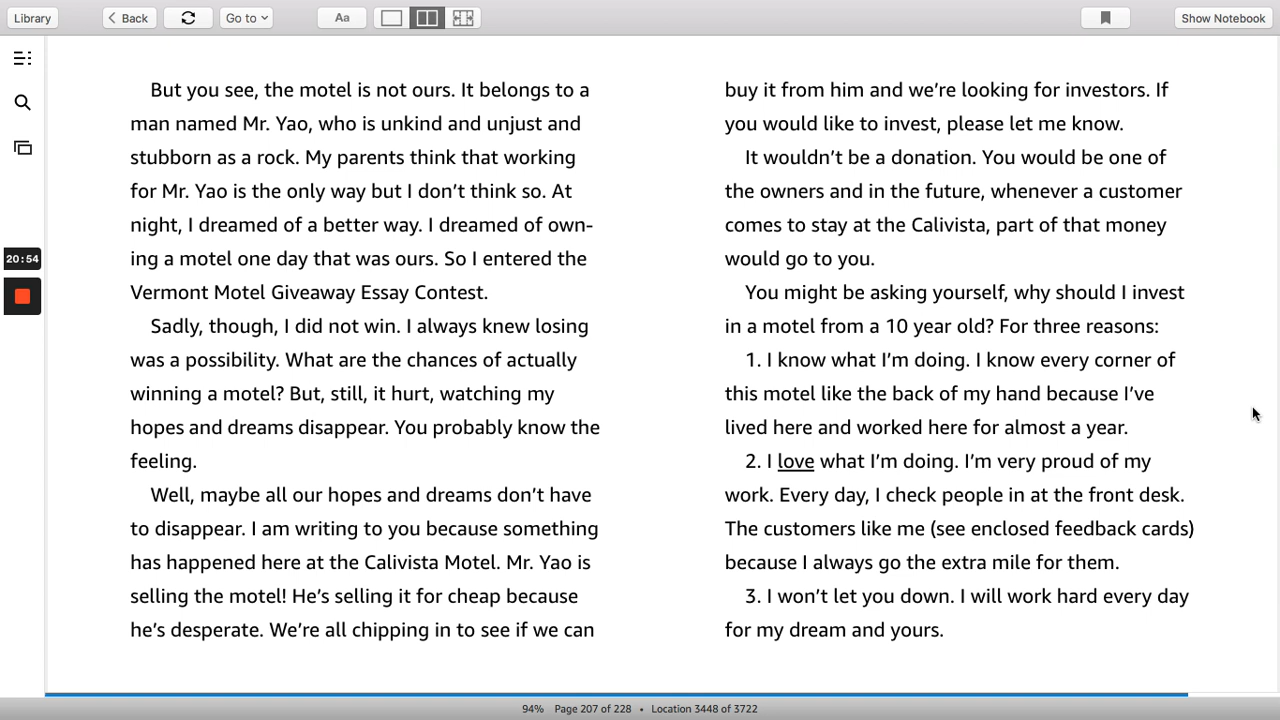 Library
Back
Go to
Aa
Show Notebook
20:54
But you see, the motel is not ours. It belongs to a
man named Mr. Yao, who is unkind and unjust and
stubborn as a rock. My parents think that working
for Mr. Yao is the only way but I don’t think so. At
night, I dreamed of a better way. I dreamed of own-
ing a motel one day that was ours. So I entered the
Vermont Motel Giveaway Essay Contest.
Sadly, though, I did not win. I always knew losing
was a possibility. What are the chances of actually
winning a motel? But, still, it hurt, watching my
hopes and dreams disappear. You probably know the
feeling.
Well, maybe all our hopes and dreams don’t have
to disappear. I am writing to you because something
has happened here at the Calivista Motel. Mr. Yao is
selling the motel! He’s selling it for cheap because
he’s desperate. We’re all chipping in to see if we can
buy it from him and we’re looking for investors. If
you would like to invest, please let me know.
It wouldn’t be a donation. You would be one of
the owners and in the future, whenever a customer
comes to stay at the Calivista, part of that money
would go to you.
You might be asking yourself, why should I invest
in a motel from a 10 year old? For three reasons:
1. I know what I’m doing. I know every corner of
this motel like the back of my hand because I’ve
lived here and worked here for almost a year.
2. I love what I’m doing. I’m very proud of my
work. Every day, I check people in at the front desk.
The customers like me (see enclosed feedback cards)
because I always go the extra mile for them.
3. I won’t let you down. I will work hard every day
for my dream and yours.
94% Page 207 of 228 • Location 3448 of 3722